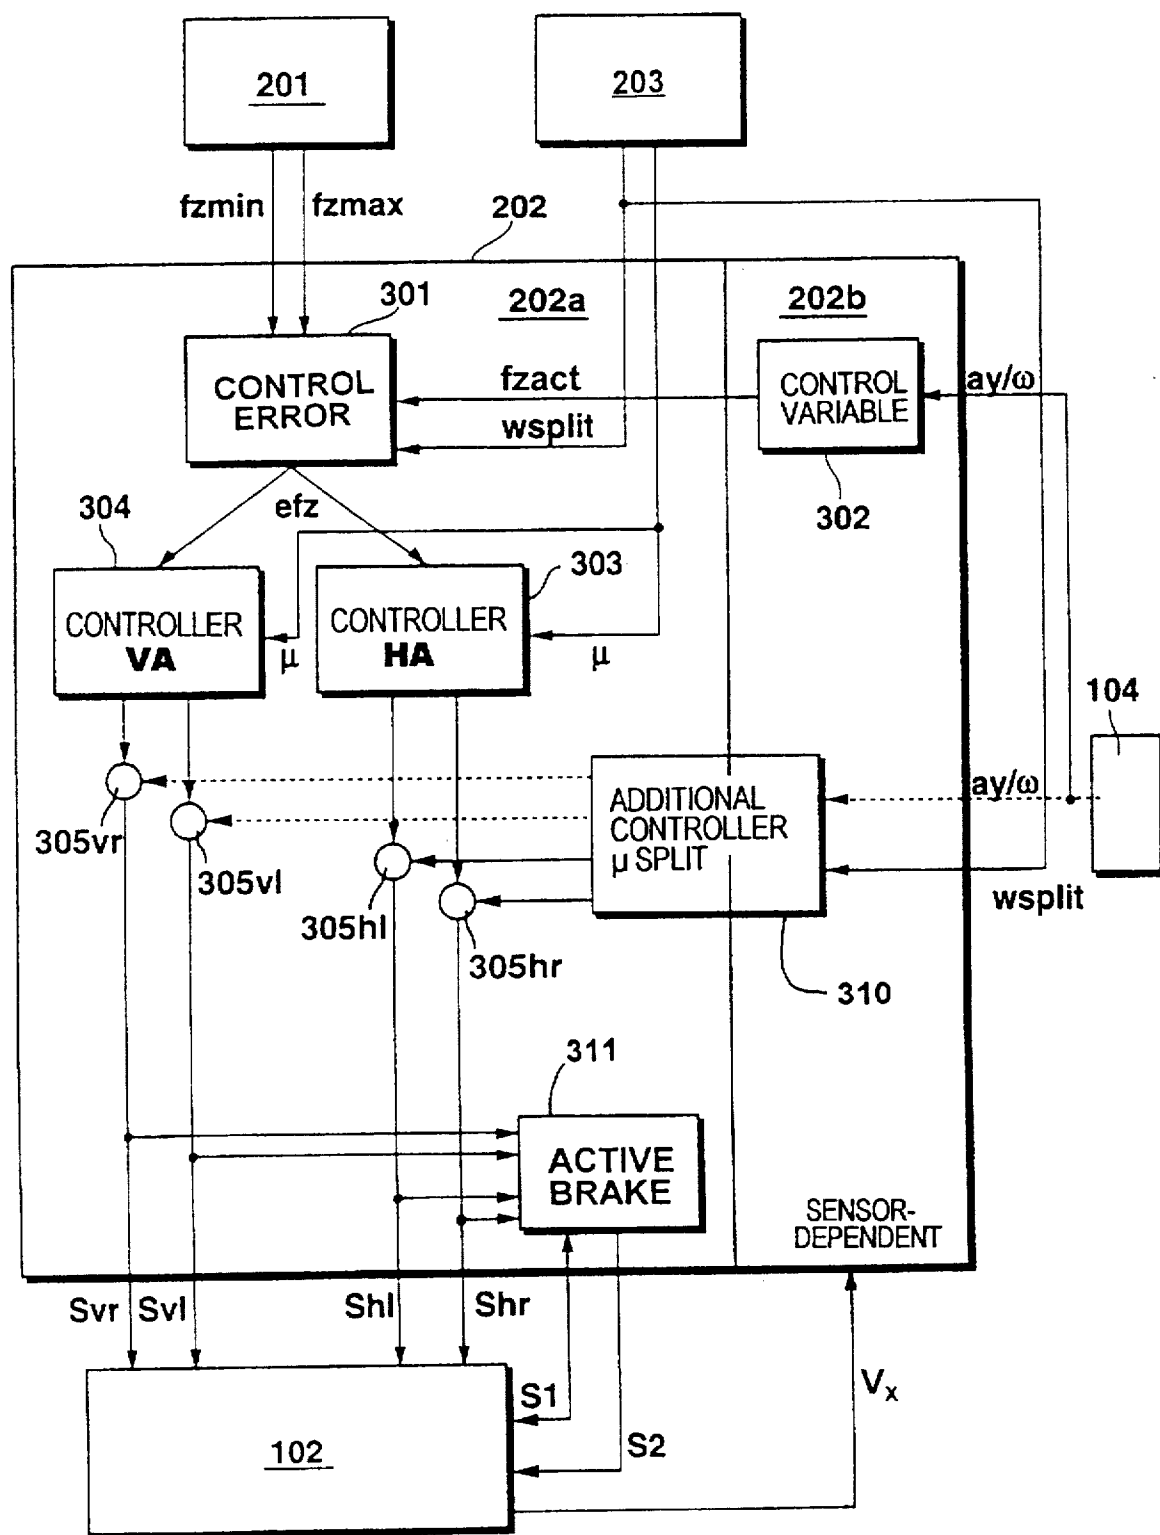 201
203
fzmin
fzmax
202
301
202a
202b
CONTROL
ERROR
fzact
wsplit
CONTROL
VARIABLE
ay/ω
302
efz
304
303
CONTROLLER
VA
μ
CONTROLLER
HA
μ
104
ADDITIONAL
CONTROLLER
μ SPLIT
ay/ω
wsplit
305vr
305vl
305hl
305hr
310
311
ACTIVE
BRAKE
SENSOR-
DEPENDENT
Svr
Svl
Shl
Shr
S1
S2
Vx
102